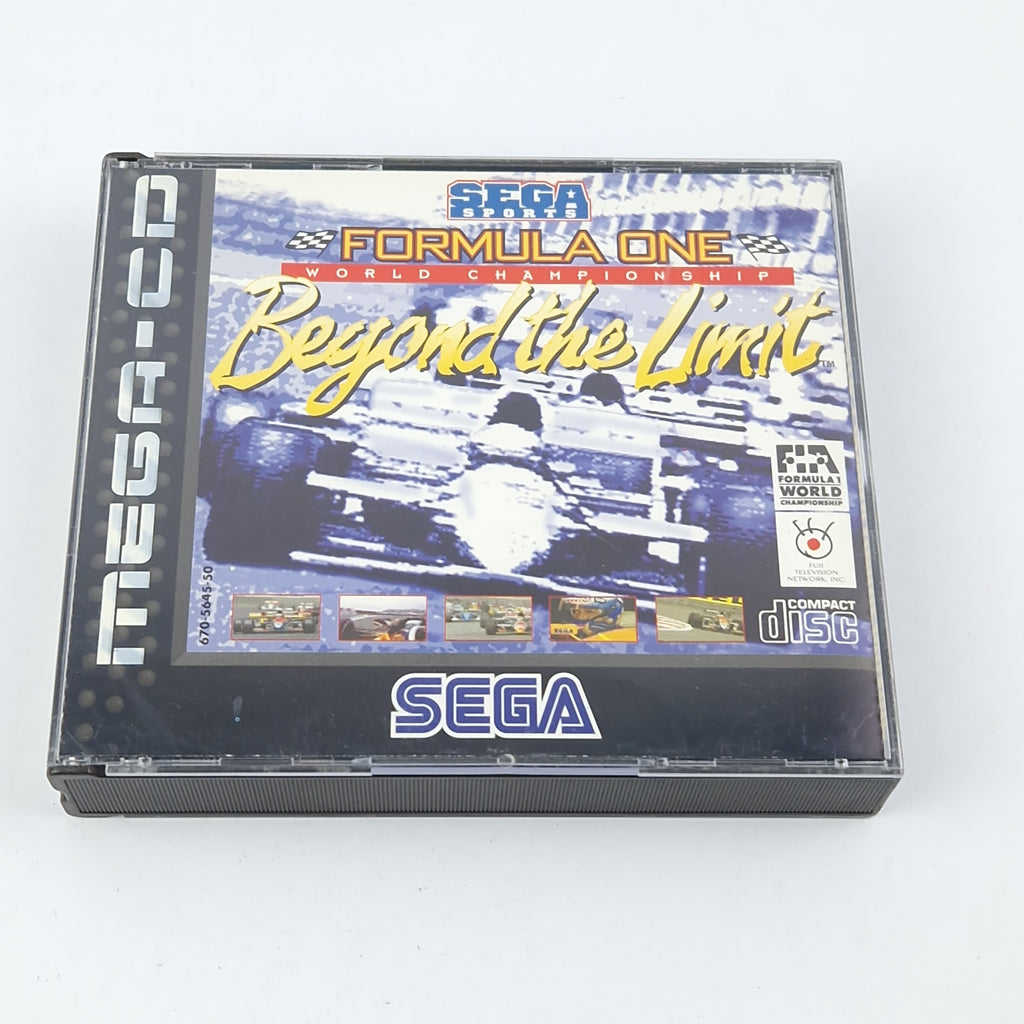 MEGA-CD
SEGA
SPORTS
FORMULA ONE
WORLD CHAMPIONSHIP
Beyond the Limit TM
FIA
FORMULA 1
WORLD
CHAMPIONSHIP
FUJI
TELEVISION
NETWORK, INC
670-5645-50
SEGA
COMPACT
disc
SEGA